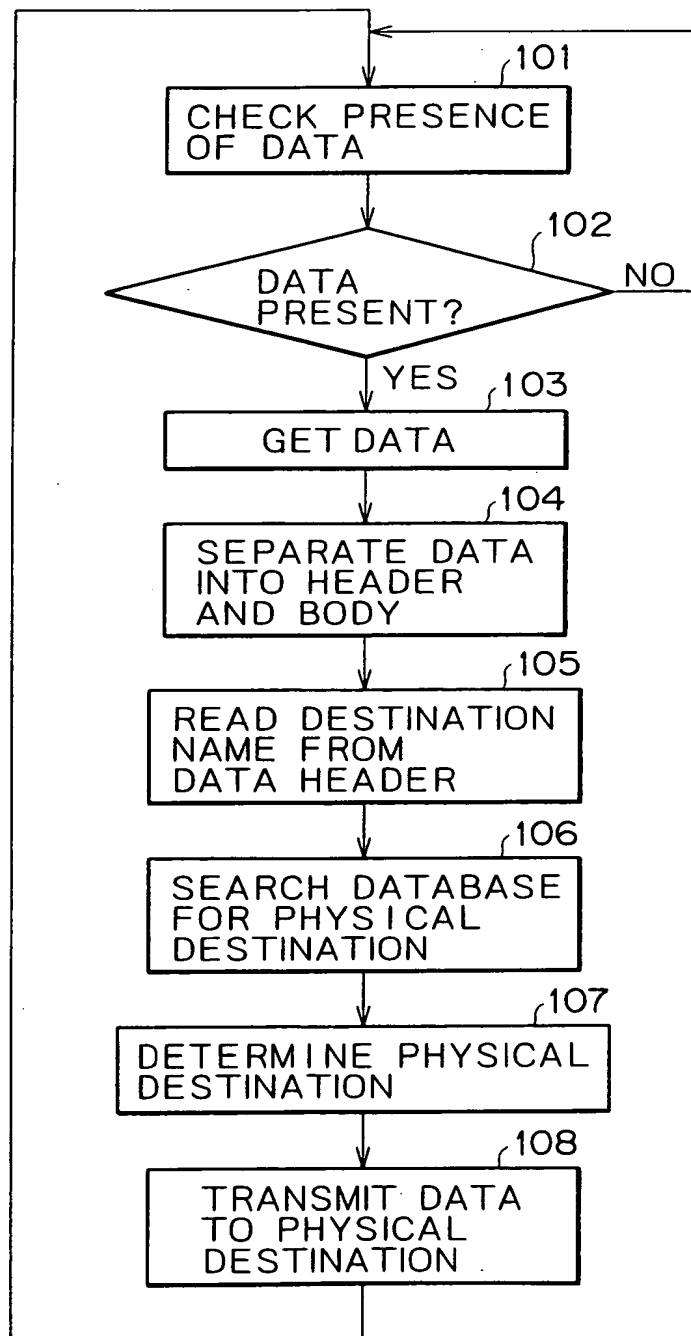 101
CHECK PRESENCE
OF DATA
102
DATA
PRESENT?
NO
YES
103
GET DATA
104
SEPARATE DATA
INTO HEADER
AND BODY
105
READ DESTINATION
NAME FROM
DATA HEADER
106
SEARCH DATABASE
FOR PHYSICAL
DESTINATION
107
DETERMINE PHYSICAL
DESTINATION
108
TRANSMIT DATA
TO PHYSICAL
DESTINATION